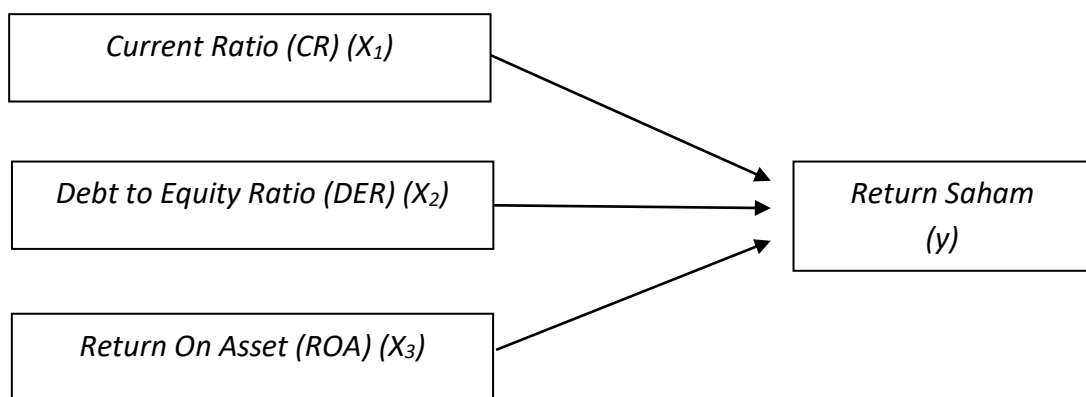 Current Ratio (CR) (X₁)
Debt to Equity Ratio (DER) (X₂)
Return Saham
(y)
Return On Asset (ROA) (X₃)